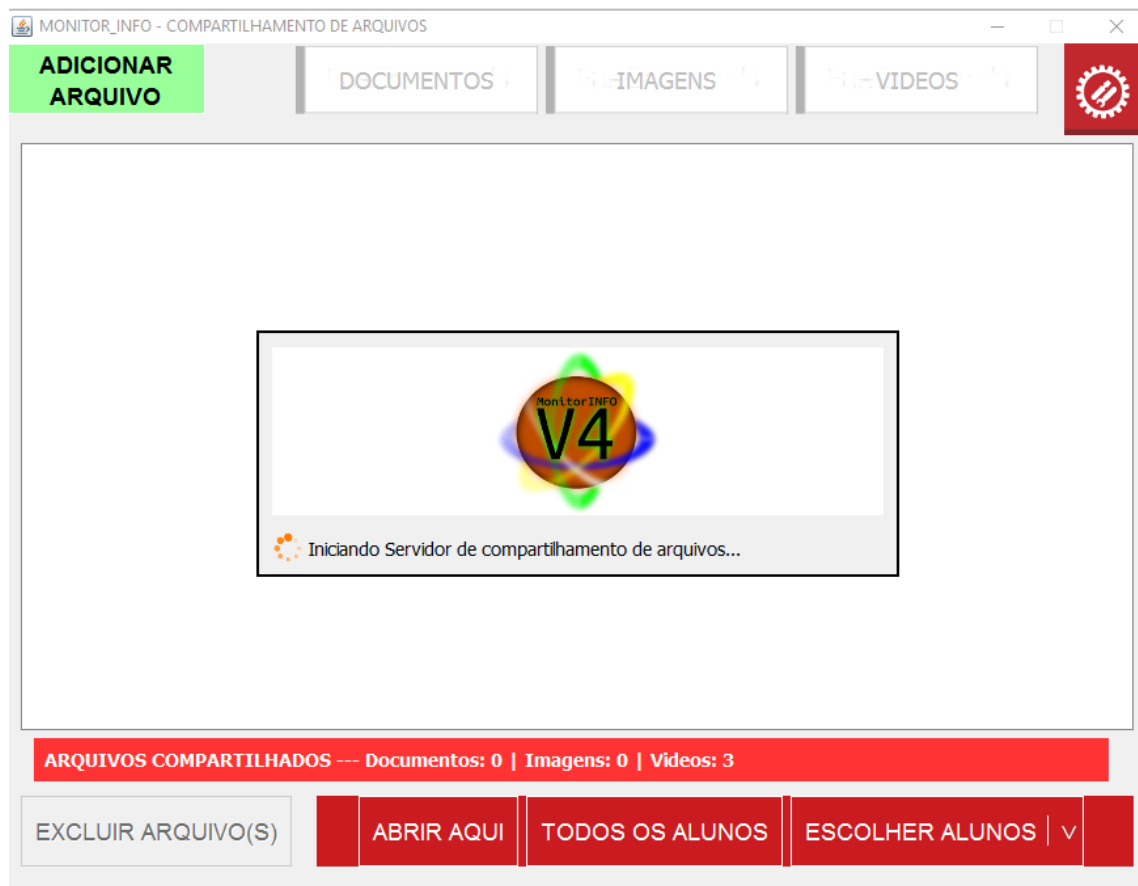 MONITOR_INFO - COMPARTILHAMENTO DE ARQUIVOS
ADICIONAR
ARQUIVO
DOCUMENTOS
IMAGENS
VIDEOS
MonitorINFO
V4
Iniciando Servidor de compartilhamento de arquivos...
ARQUIVOS COMPARTILHADOS --- Documentos: 0 | Imagens: 0 | Videos: 3
EXCLUIR ARQUIVO(S)
ABRIR AQUI
TODOS OS ALUNOS
ESCOLHER ALUNOS | V